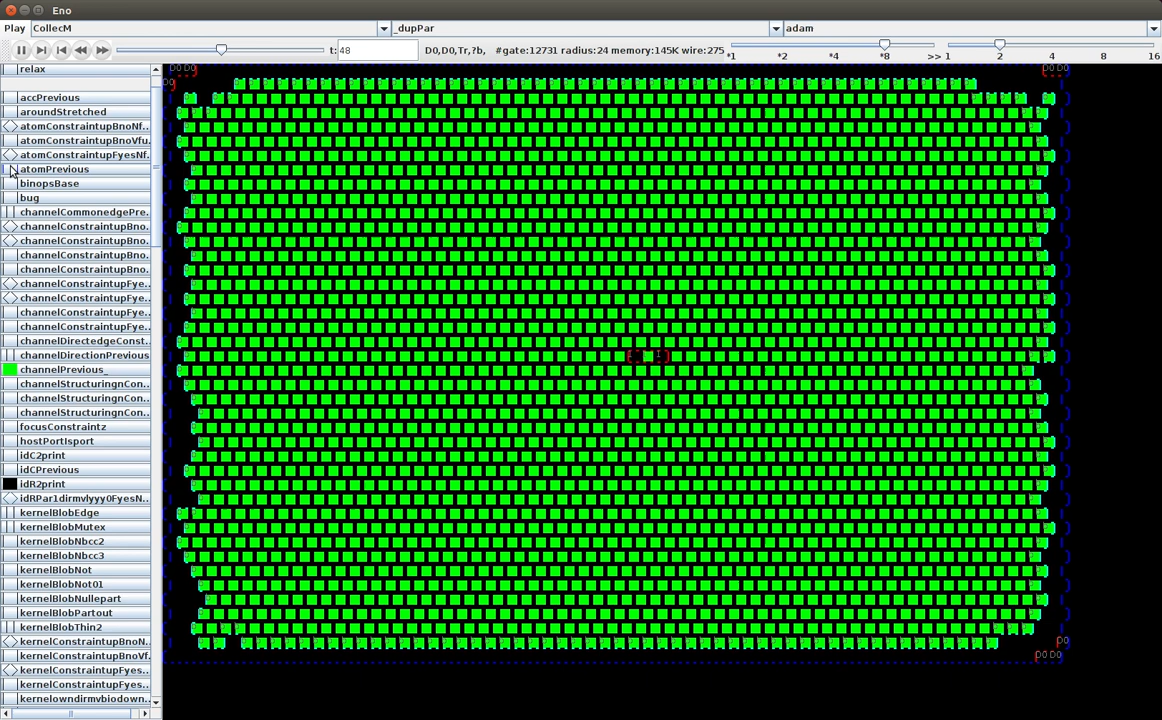 Eno
Play CollecM _dupPar adam
t: 48 D0,D0,Tr,?b, #gate:12731 radius:24 memory:145K wire:275 *1 *2 *4 *8 >> 1 2 4 8 16
relax
accPrevious
aroundStretched
atomConstraintupBnoNf..
atomConstraintupBnoVfu..
atomConstraintupFyesNf..
atomPrevious
binopsBase
bug
channelCommonedgePre..
channelConstraintupBno..
channelConstraintupBno..
channelConstraintupBno..
channelConstraintupBno..
channelConstraintupFye..
channelConstraintupFye..
channelConstraintupFye..
channelConstraintupFye..
channelDirectedgeConst..
channelDirectionPrevious
channelPrevious_
channelStructuringnCon..
channelStructuringnCon..
channelStructuringnCon..
focusConstraintz
hostPortIsport
idC2print
idCPrevious
idR2print
idRPar1dirmvlyyy0FyesN..
kernelBlobEdge
kernelBlobMutex
kernelBlobNbcc2
kernelBlobNbcc3
kernelBlobNot
kernelBlobNot01
kernelBlobNullepart
kernelBlobPartout
kernelBlobThin2
kernelConstraintupBnoN..
kernelConstraintupBnoVf..
kernelConstraintupFyes..
kernelConstraintupFyes..
kernelowndirmvbiodown..